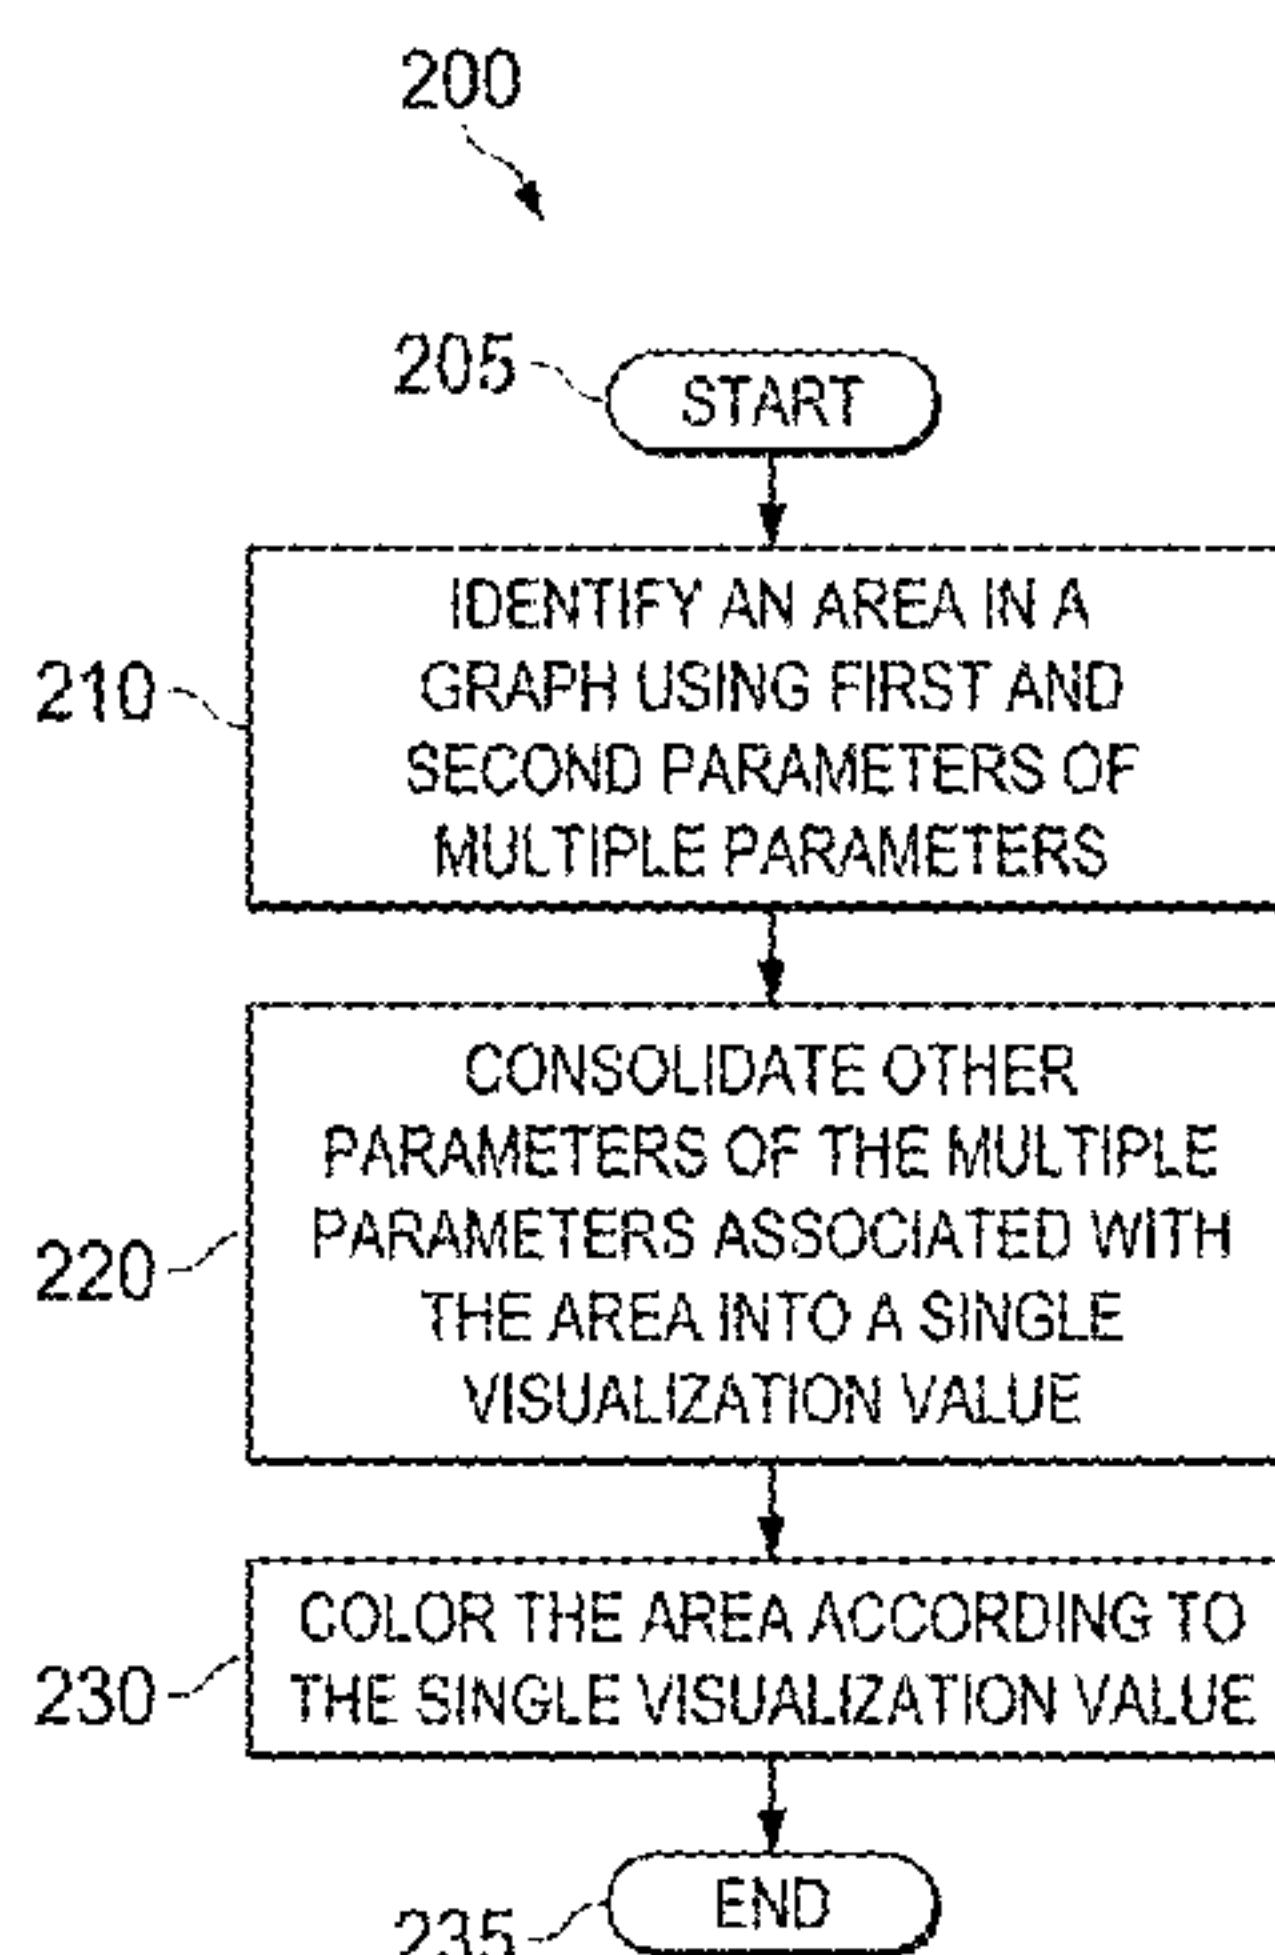 200
205
START
210
IDENTIFY AN AREA IN A
GRAPH USING FIRST AND
SECOND PARAMETERS OF
MULTIPLE PARAMETERS
220
CONSOLIDATE OTHER
PARAMETERS OF THE MULTIPLE
PARAMETERS ASSOCIATED WITH
THE AREA INTO A SINGLE
VISUALIZATION VALUE
230
COLOR THE AREA ACCORDING TO
THE SINGLE VISUALIZATION VALUE
END
235